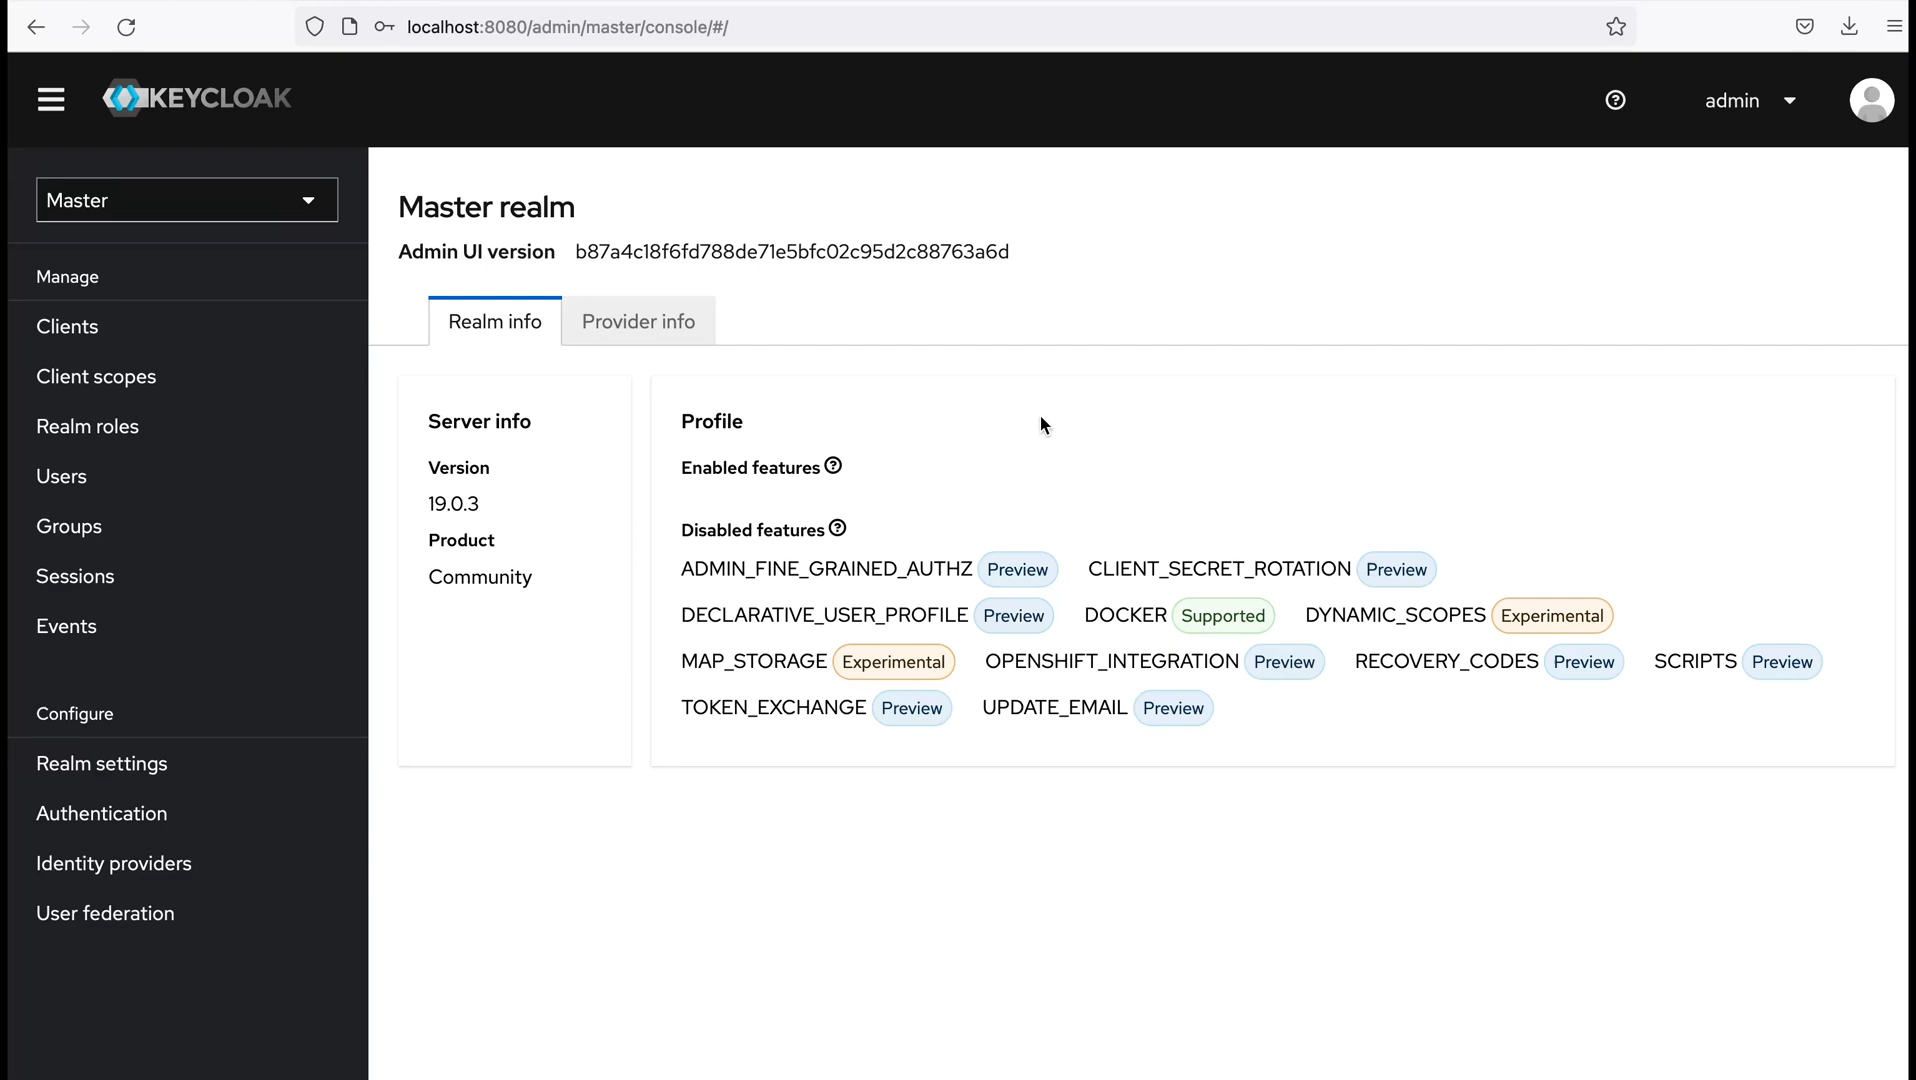 localhost:8080/admin/master/console/#/
KEYCLOAK
admin
Master
Manage
Clients
Client scopes
Realm roles
Users
Groups
Sessions
Events
Configure
Realm settings
Authentication
Identity providers
User federation
Master realm
Admin UI version b87a4c18f6fd788de71e5bfc02c95d2c88763a6d
Realm info Provider info
Server info
Version
19.0.3
Product
Community
Profile
Enabled features
Disabled features
ADMIN_FINE_GRAINED_AUTHZ Preview CLIENT_SECRET_ROTATION Preview
DECLARATIVE_USER_PROFILE Preview DOCKER Supported DYNAMIC_SCOPES Experimental
MAP_STORAGE Experimental OPENSHIFT_INTEGRATION Preview RECOVERY_CODES Preview SCRIPTS Preview
TOKEN_EXCHANGE Preview UPDATE_EMAIL Preview